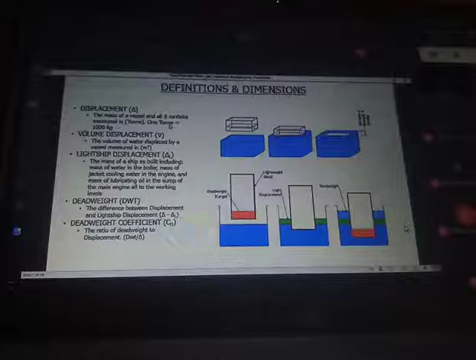 DEFINITIONS & DIMENSIONS
• DISPLACEMENT (Δ)
The mass of a vessel and all it contains
measured in (Tonne). One Tonne =
1000 kg
• VOLUME DISPLACEMENT (∇)
The volume of water displaced by a
vessel measured in (m³)
• LIGHTSHIP DISPLACEMENT (Δ
The mass of a ship as built including:
mass of water in the boiler, mass of
jacket cooling water in the engine, and
mass of lubricating oil in the sump of
the main engine all to the working
levels
• DEADWEIGHT (DWT)
The difference between Displacement
and Lightship Displacement (Δ - Δ
• DEADWEIGHT COEFFICIENT (C
The ratio of deadweight to
Displacement. (Dwt/Δ)
Lightweight
Deadweight
Light
Displacement
Deadweight